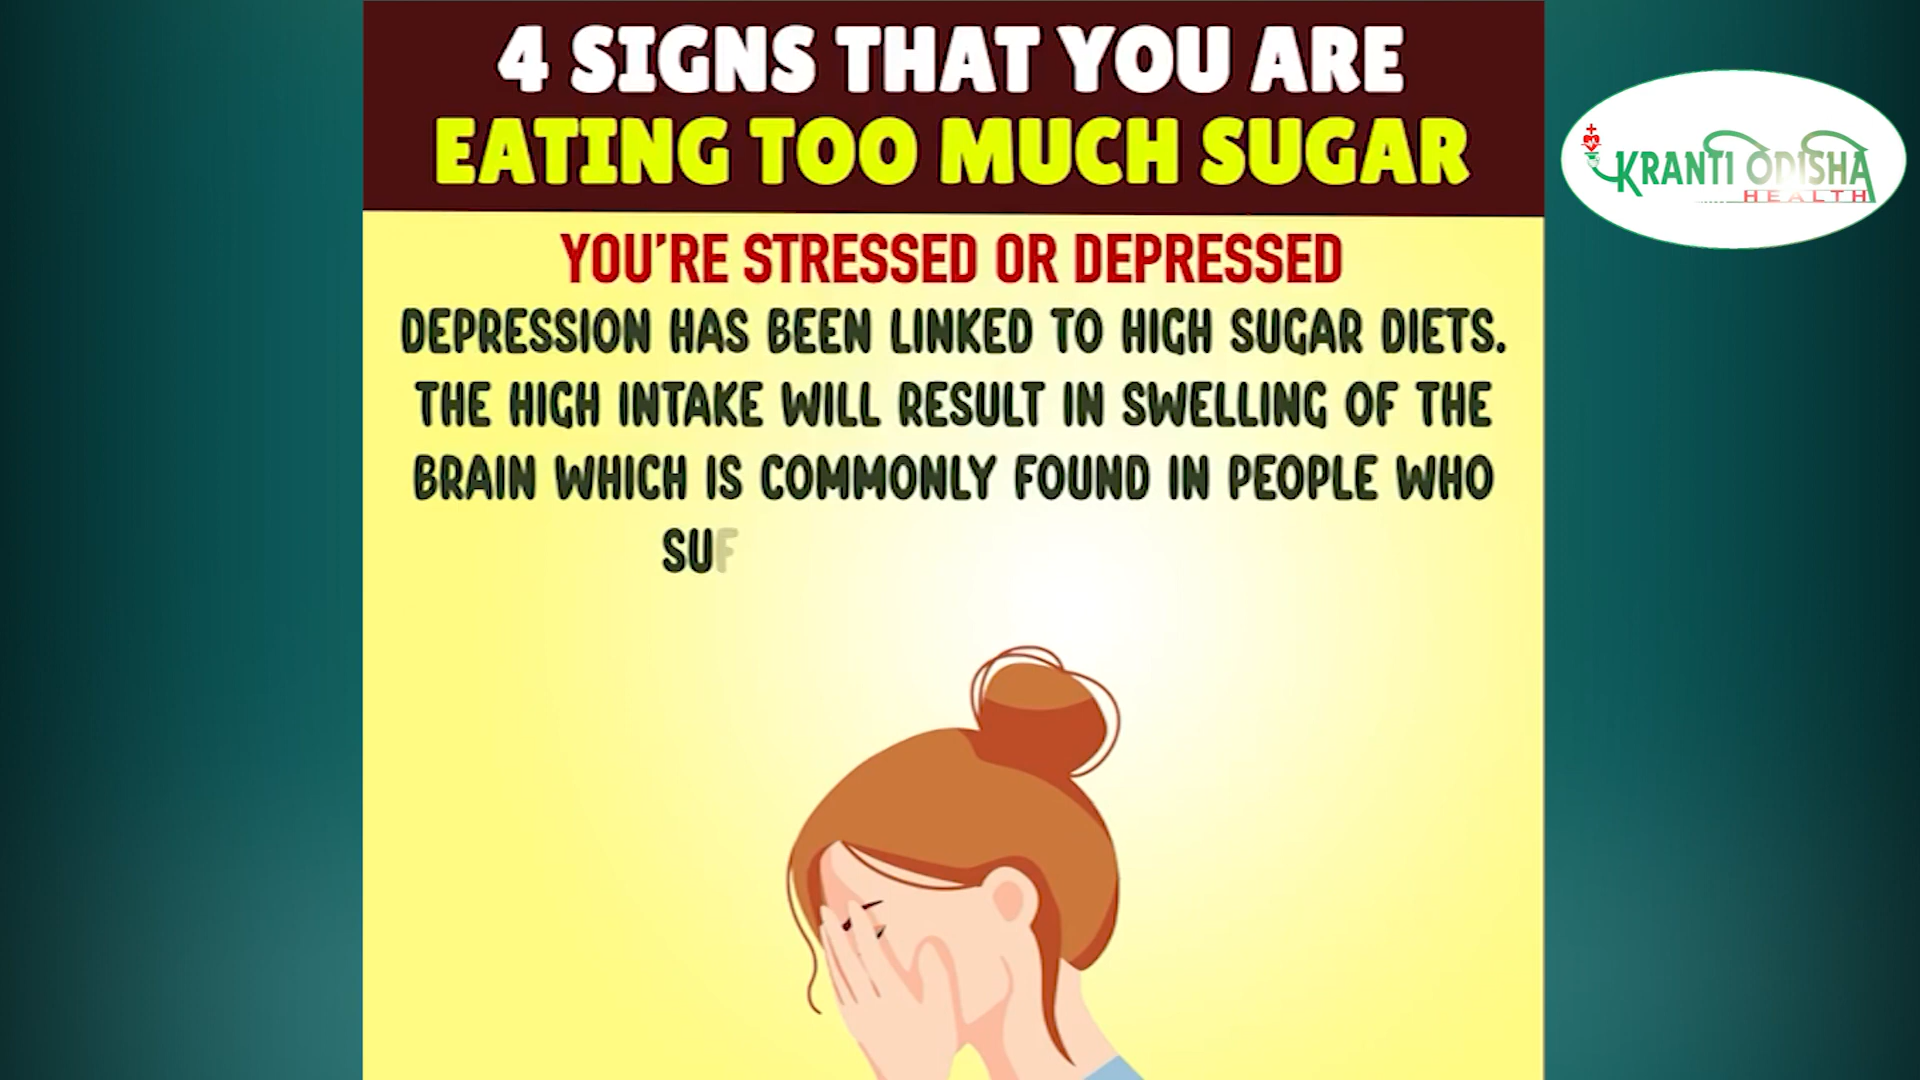 4 SIGNS THAT YOU ARE
EATING TOO MUCH SUGAR
YOU'RE STRESSED OR DEPRESSED
DEPRESSION HAS BEEN LINKED TO HIGH SUGAR DIETS.
THE HIGH INTAKE WILL RESULT IN SWELLING OF THE
BRAIN WHICH IS COMMONLY FOUND IN PEOPLE WHO
SUF
KRANTI ODISHA
HEALTH